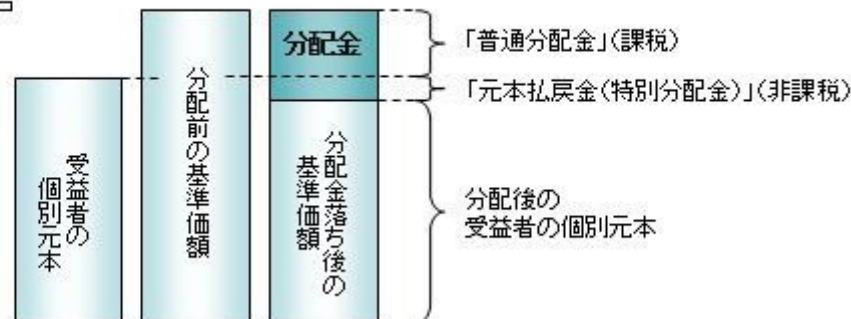 分配金
「普通分配金」(課税)
「元本払戻金(特別分配金)」(非課税)
受益者の
個別元本
分配前の基準価額
分配金落ち後の
基準価額
分配後の
受益者の個別元本